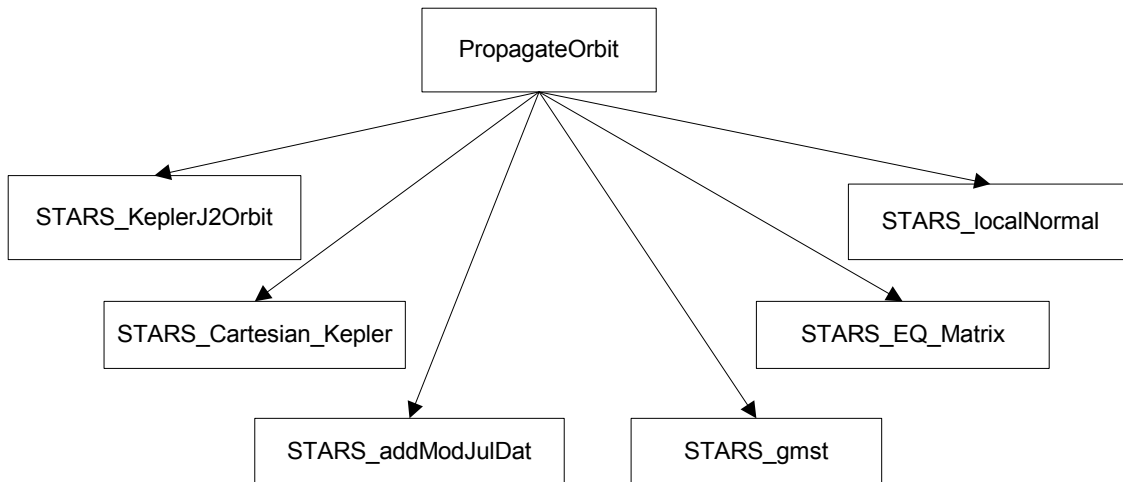 PropagateOrbit
STARS_KeplerJ2Orbit
STARS_localNormal
STARS_Cartesian_Kepler
STARS_EQ_Matrix
STARS_addModJulDat
STARS_gmst